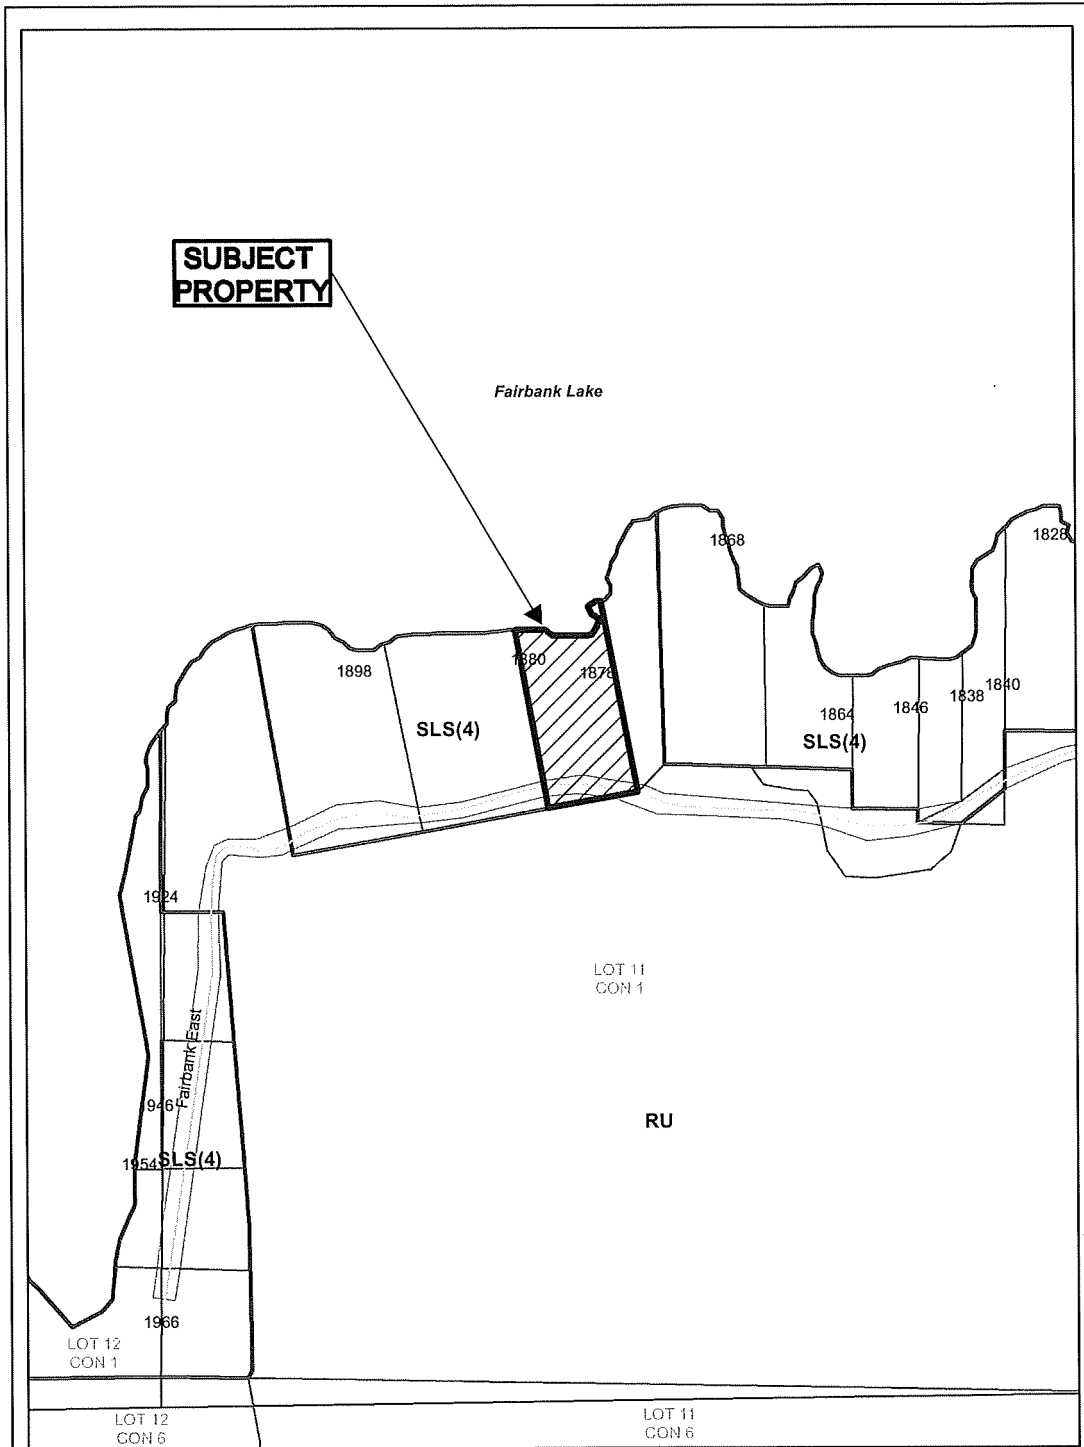 SUBJECT
PROPERTY
Fairbank Lake
1868
1828
1880
1878
1898
1840
1838
1846
1864
SLS(4)
SLS(4)
1924
LOT 11
CON 1
Fairbank East
1946
RU
1954
SLS(4)
1966
LOT 12
CON 1
LOT 12
CON 6
LOT 11
CON 6